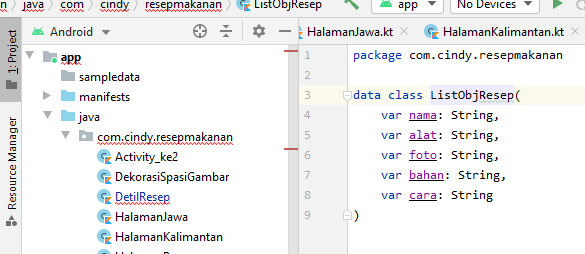 java
com
cindy
resepmakanan
ListObjResep
app
No Devices
Android
HalamanJawa.kt
HalamanKalimantan.kt
1: Project
Resource Manager
app
sampledata
manifests
java
com.cindy.resepmakanan
Activity_ke2
DekorasiSpasiGambar
DetilResep
HalamanJawa
HalamanKalimantan
1 package com.cindy.resepmakanan
2
3 data class ListObjResep(
4 var nama: String,
5 var alat: String,
6 var foto: String,
7 var bahan: String,
8 var cara: String
9 )